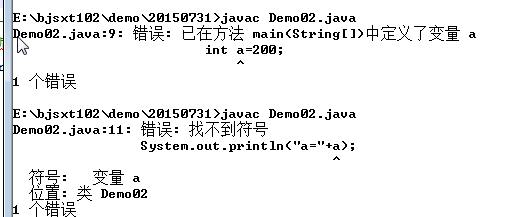 E:\bjsxt102\demo\20150731>javac Demo02.java
Demo02.java:9: 错误: 已在方法 main(String[])中定义了变量 a
int a=200;
^
1 个错误
E:\bjsxt102\demo\20150731>javac Demo02.java
Demo02.java:11: 错误: 找不到符号
System.out.println("a="+a);
^
符号: 变量 a
位置: 类 Demo02
1 个错误